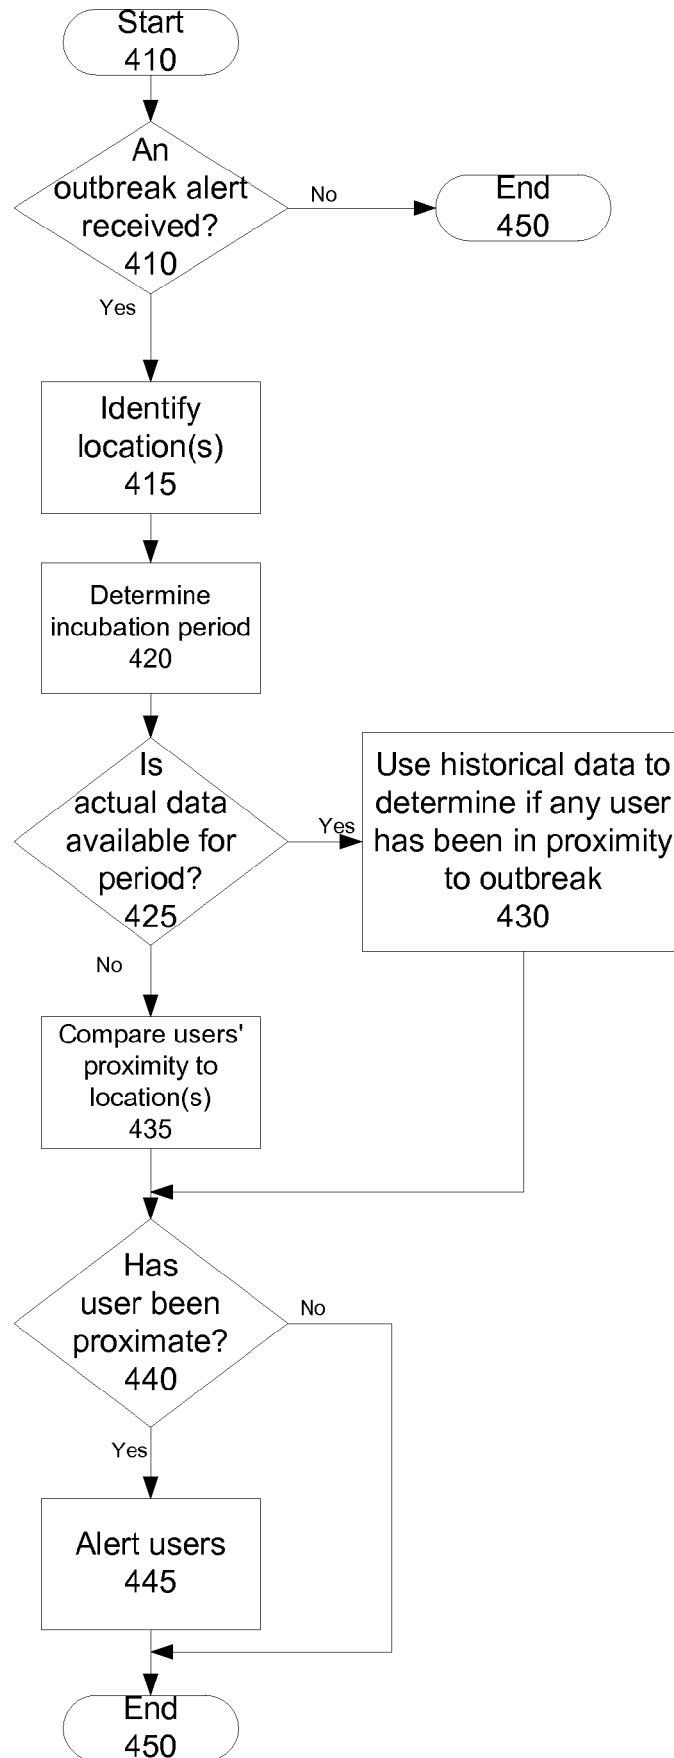 Start
410
An
outbreak alert
received?
410
No
End
450
Yes
Identify
location(s)
415
Determine
incubation period
420
Is
actual data
available for
period?
425
Yes
Use historical data to
determine if any user
has been in proximity
to outbreak
430
No
Compare users'
proximity to
location(s)
435
Has
user been
proximate?
440
No
Yes
Alert users
445
End
450